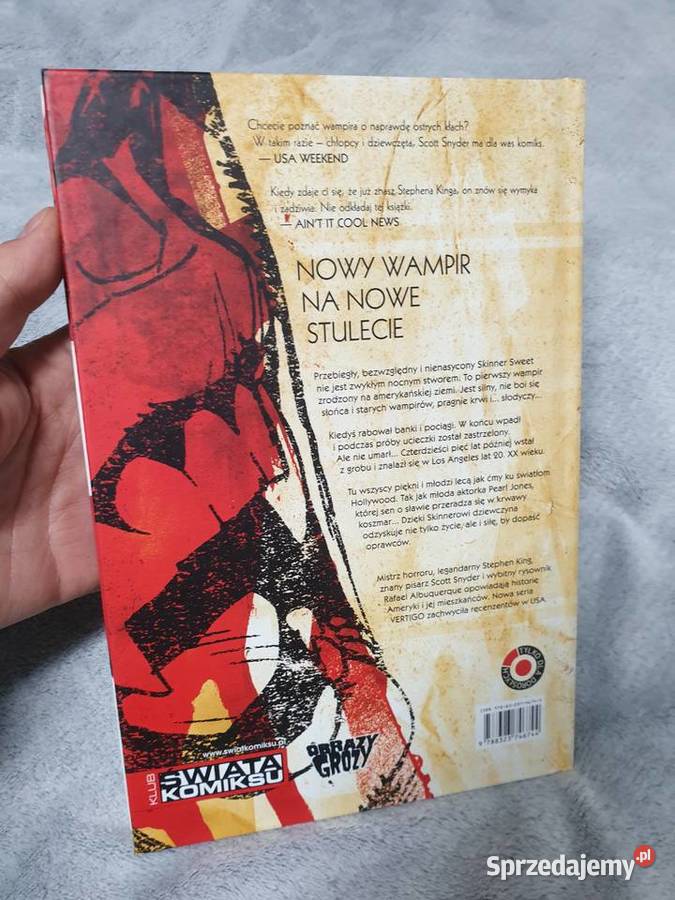 Chcecie poznać wampira o naprawdę ostrych kłach?
W takim razie – chłopcy i dziewczęta, Scott Snyder ma dla was komiks.
— USA WEEKEND
Kiedy zdaje ci się, że już znasz Stephena Kinga, on znów się wymyka
i zadziwia. Nie odkładaj tej książki.
— AIN'T IT COOL NEWS
NOWY WAMPIR
NA NOWE
STULECIE
Przebiegły, bezwzględny i nienasycony Skinner Sweet
nie jest zwykłym nocnym stworem. To pierwszy wampir
zrodzony na amerykańskiej ziemi. Jest silny, nie boi się
słońca i starych wampirów, pragnie krwi i... słodyczy...
Kiedyś rabował banki i pociągi. W końcu wpadł
i podczas próby ucieczki został zastrzelony.
Ale nie umarł... Czterdzieści pięć lat później wstał
z grobu i znalazł się w Los Angeles lat 20. XX wieku.
Tu wszyscy piękni i młodzi lecą jak ćmy ku światłom
Hollywood. Tak jak młoda aktorka Pearl Jones,
której sen o sławie przeradza się w krwawy
koszmar... Dzięki Skinnerowi dziewczyna
odzyskuje nie tylko życie, ale i siłę, by dopaść
oprawców.
Mistrz horroru, legendarny Stephen King,
znany pisarz Scott Snyder i wybitny rysownik
Rafael Albuquerque opowiadają historię
Ameryki i jej mieszkańców. Nowa seria
VERTIGO zachwyciła recenzentów w USA.
TYLKO DLA DOROSŁYCH
9 788323 746744
www.swiatkomiksu.pl
KLUB
ŚWIATA
KOMIKSU
OBRAZY
GROZY
Sprzedajemy.pl